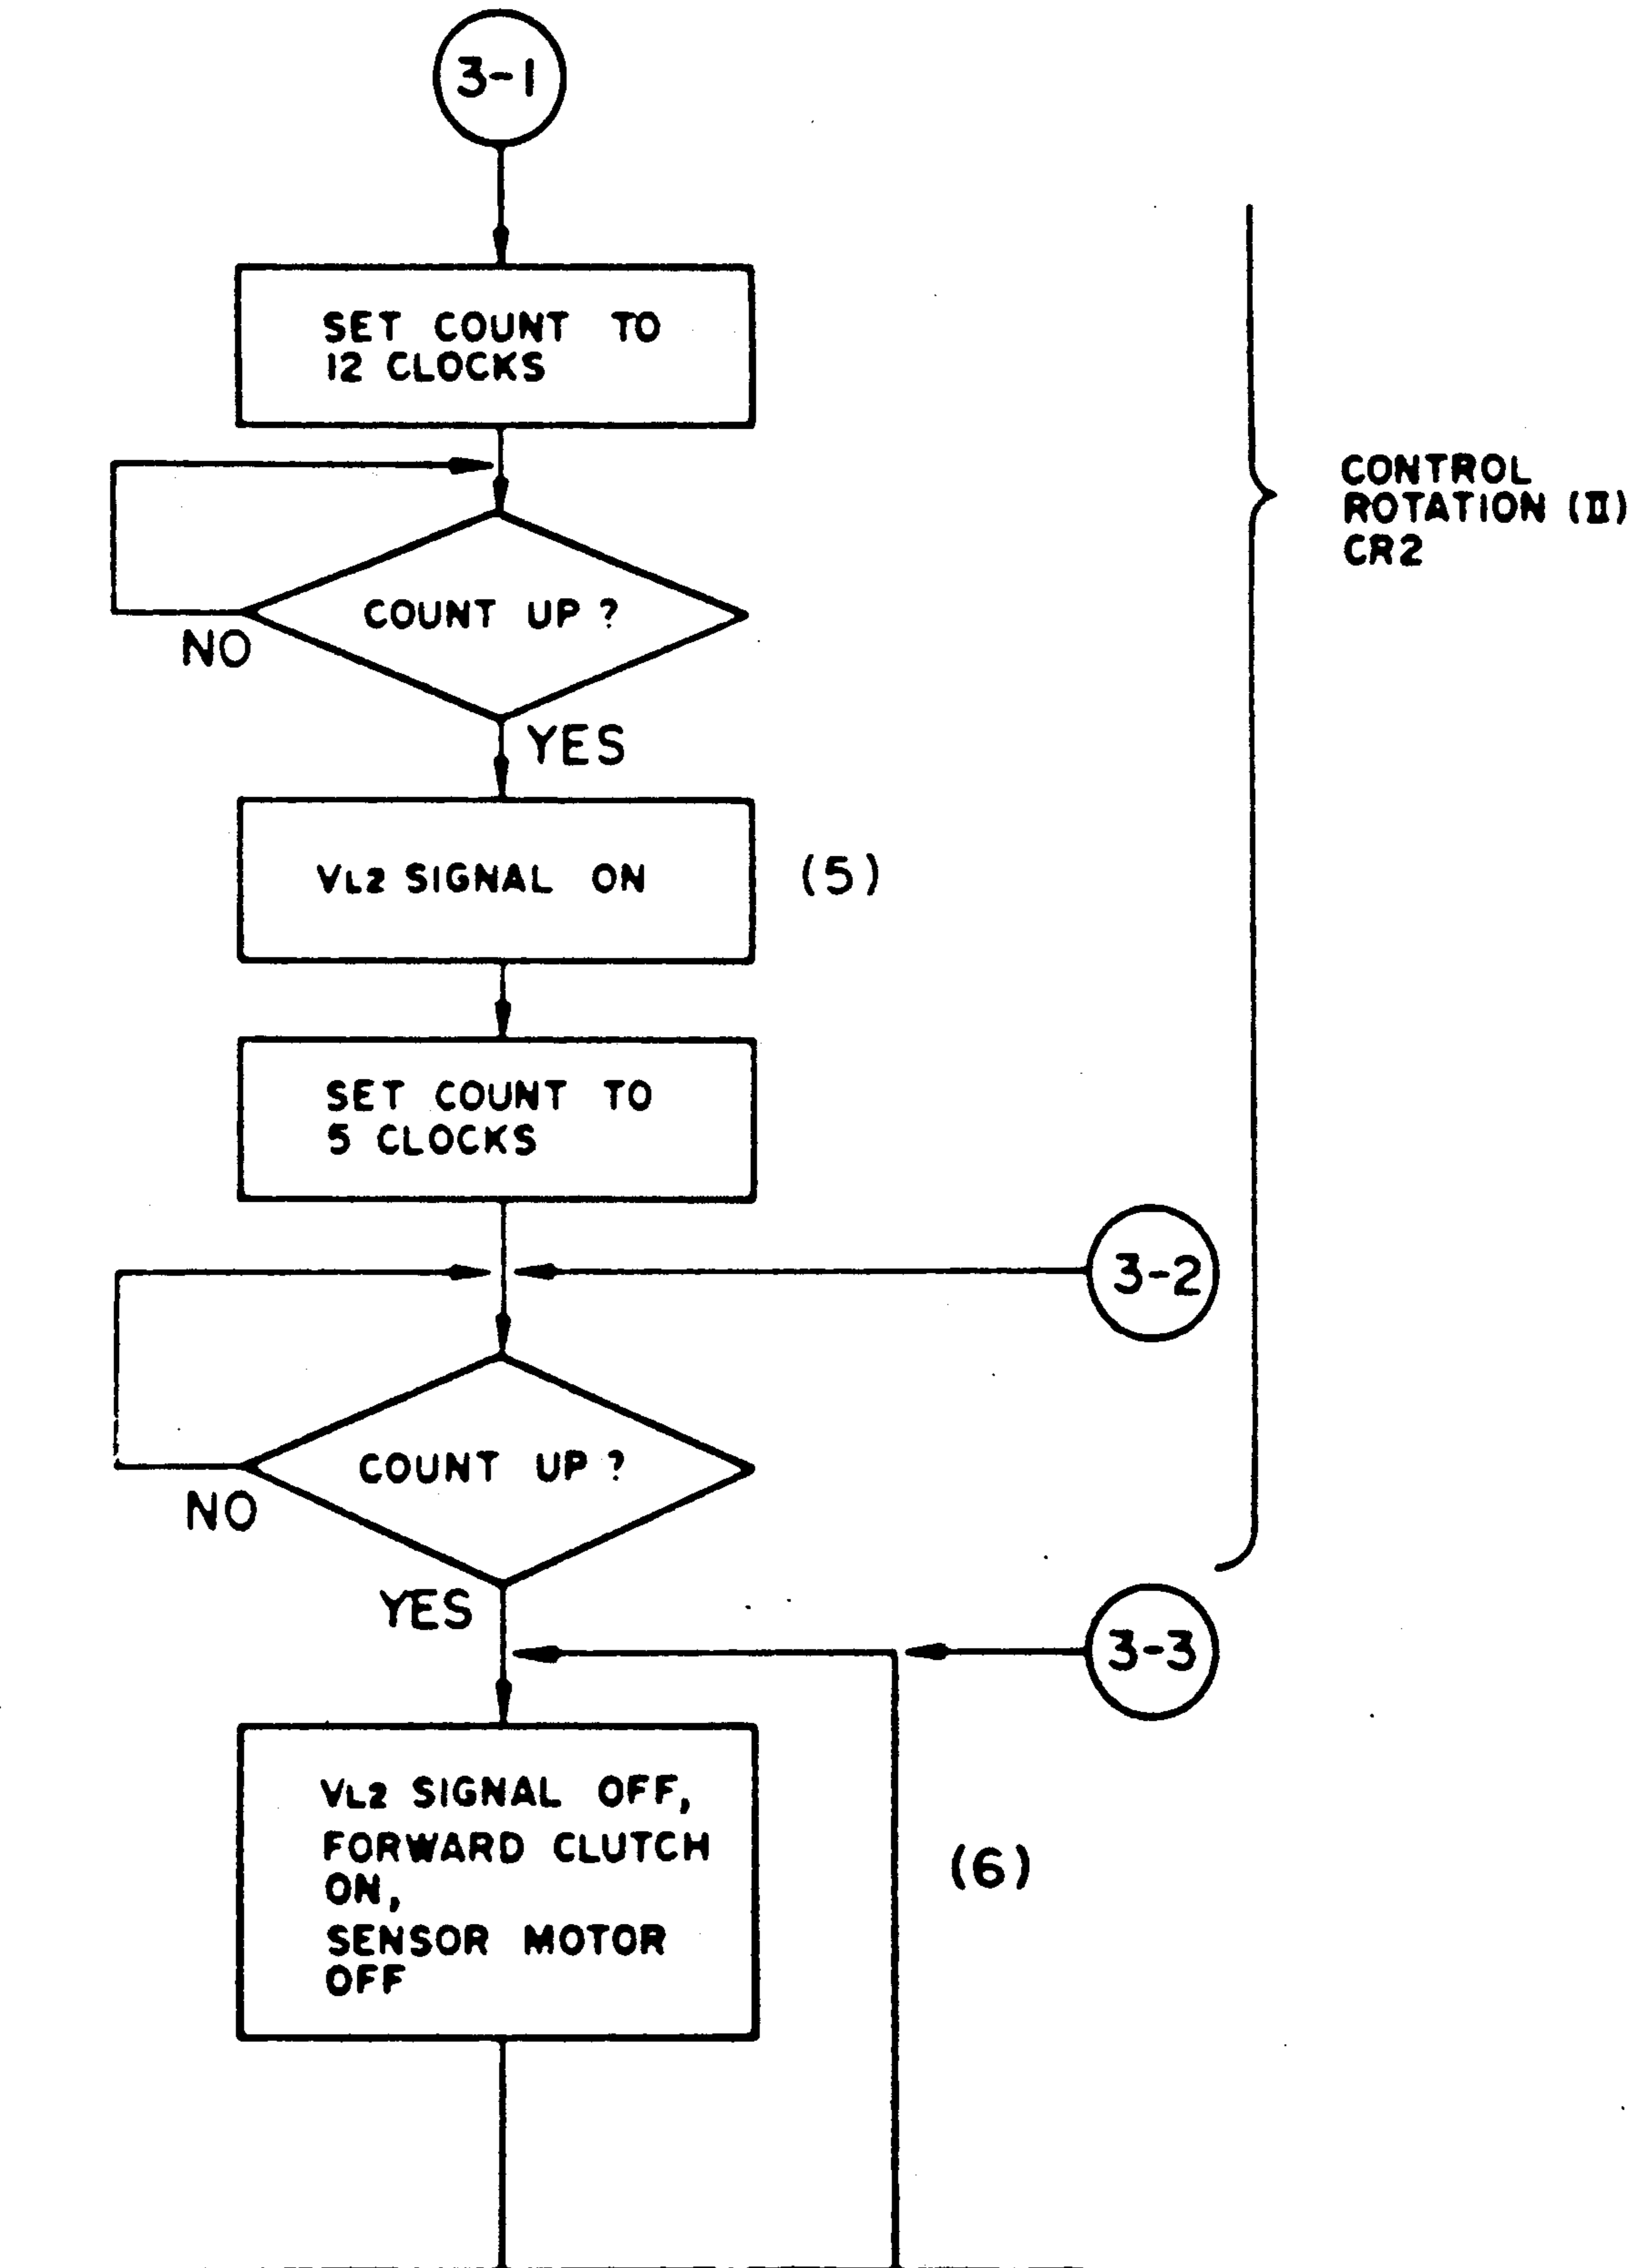 3-1
SET COUNT TO
12 CLOCKS
CONTROL
ROTATION (II)
CR2
COUNT UP ?
NO
YES
VL2 SIGNAL ON
(5)
SET COUNT TO
5 CLOCKS
3-2
COUNT UP ?
NO
YES
3-3
VL2 SIGNAL OFF,
FORWARD CLUTCH
ON,
SENSOR MOTOR
OFF
(6)